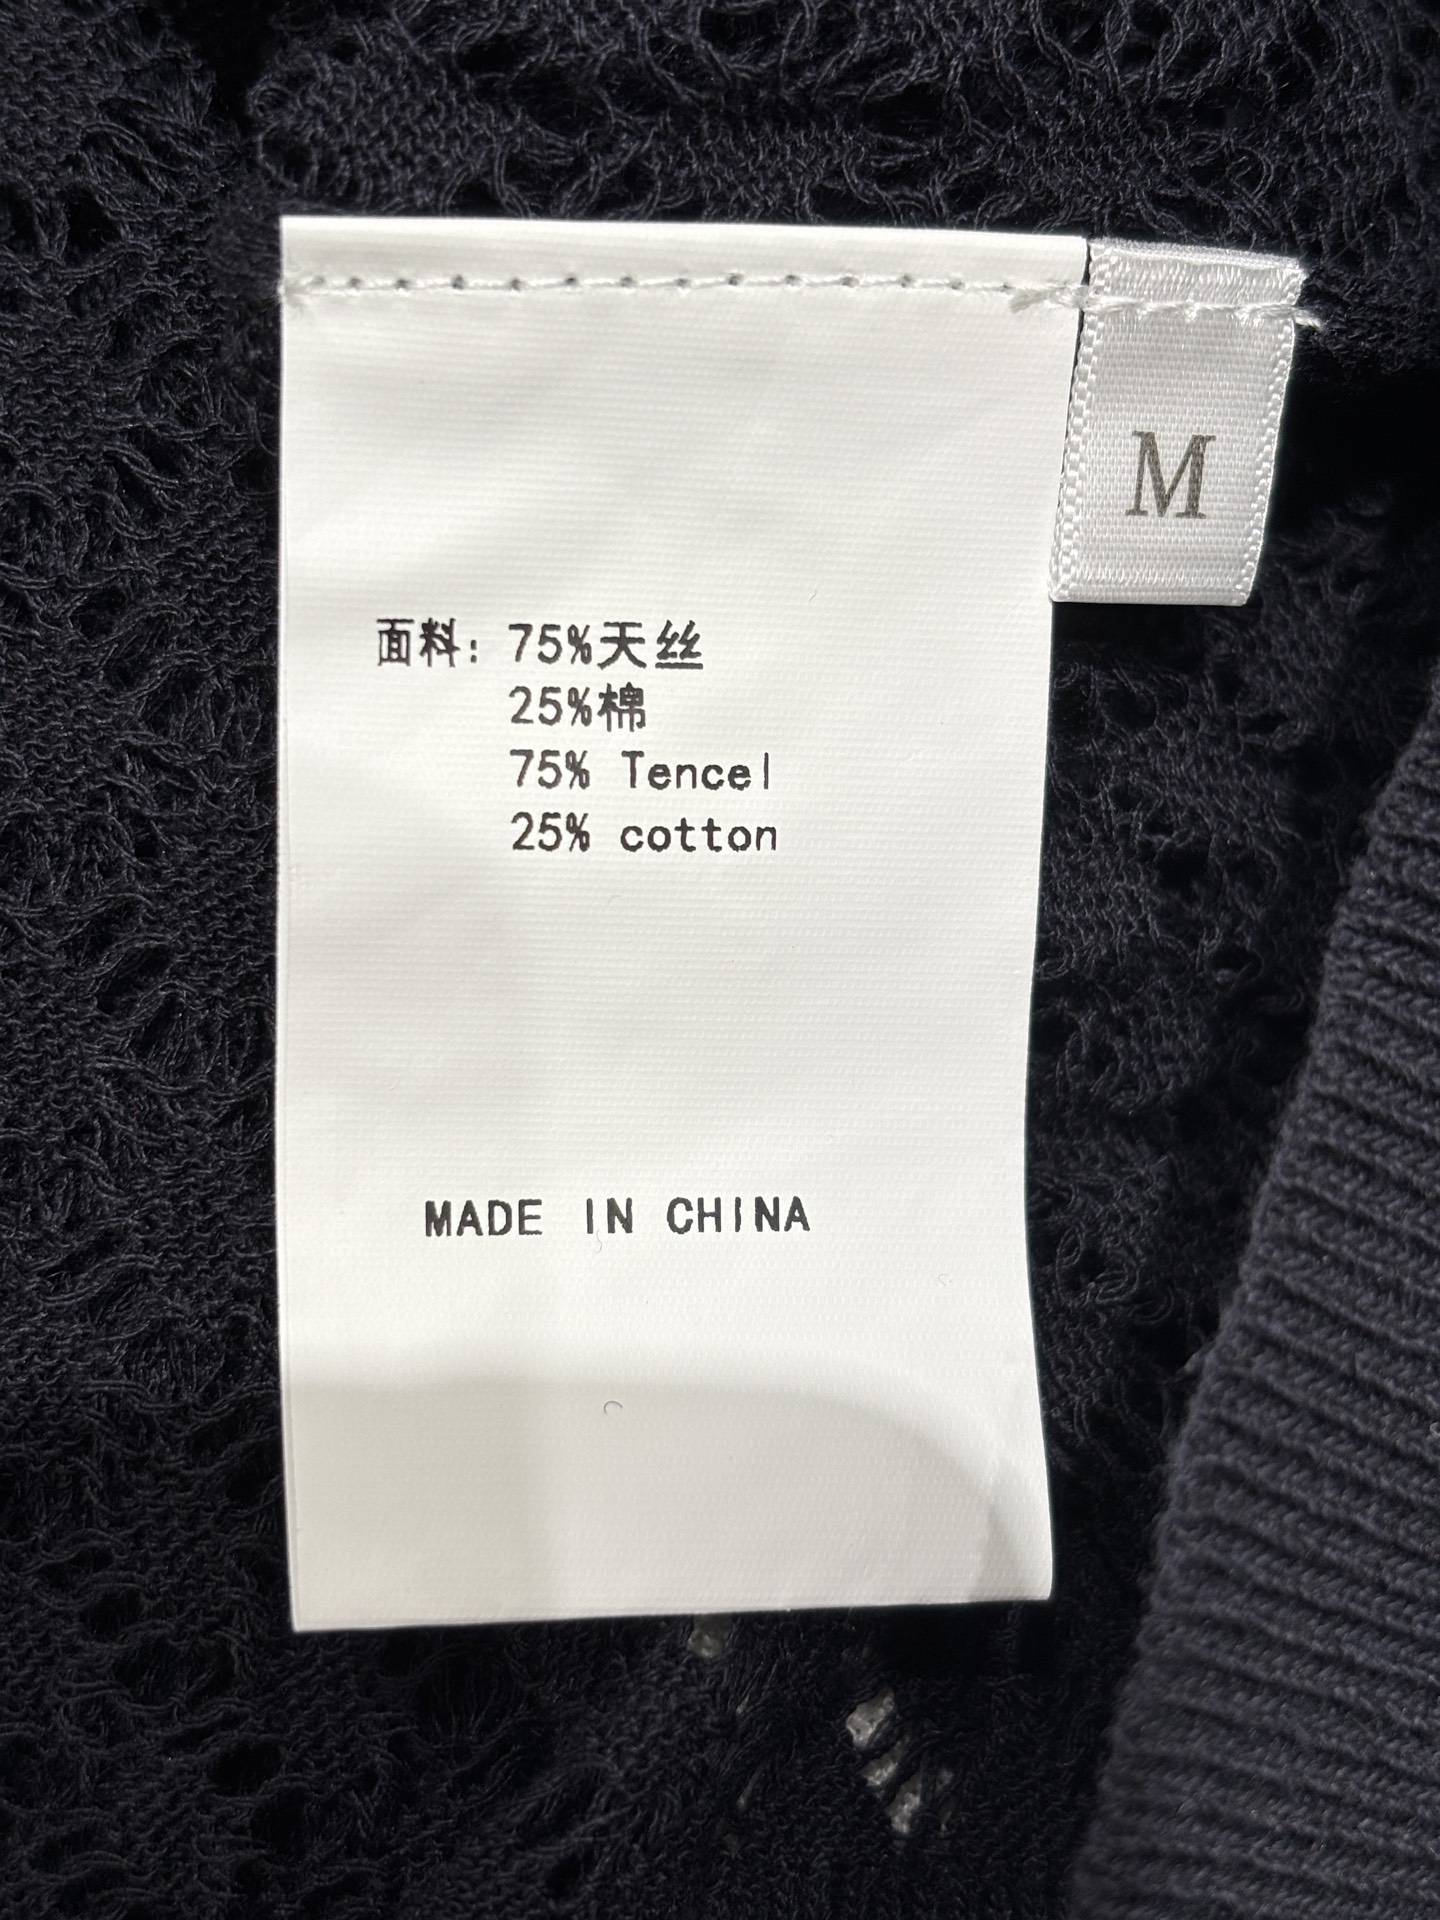 M
面料: 75%天丝
25%棉
75% Tencel
25% cotton
MADE IN CHINA